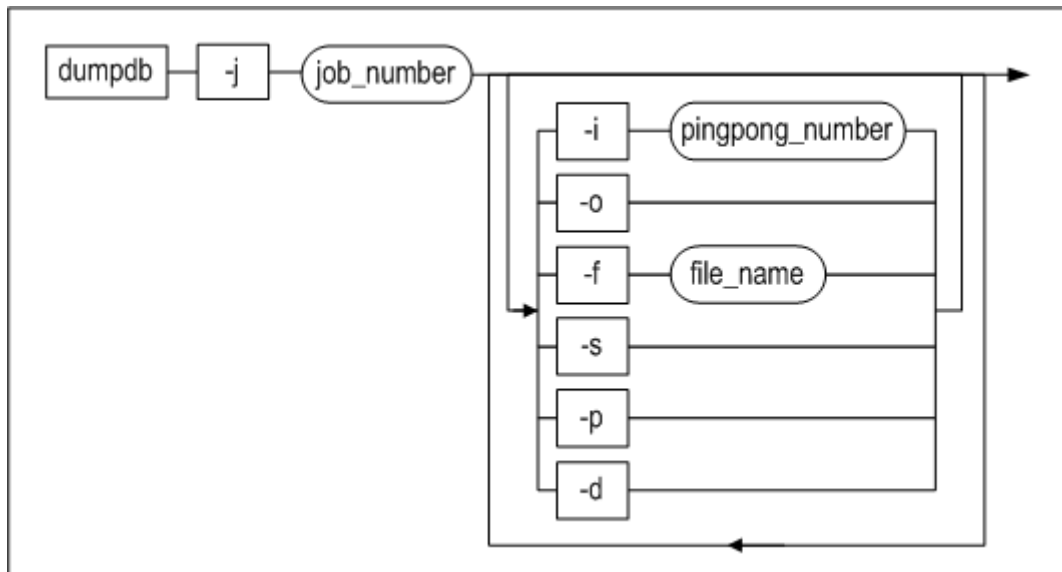 dumpdb -j job_number
-i pingpong_number
-o
-f file_name
-s
-p
-d